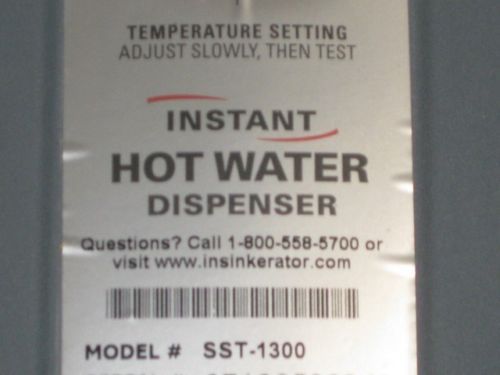 TEMPERATURE SETTING
ADJUST SLOWLY, THEN TEST
INSTANT
HOT WATER
DISPENSER
Questions? Call 1-800-558-5700 or
visit www.insinkerator.com
MODEL # SST-1300